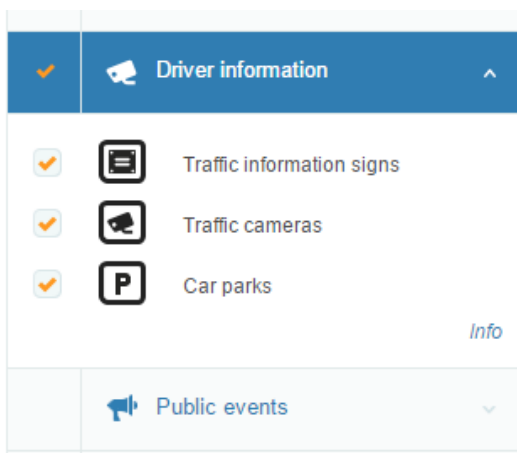 Driver information
Traffic information signs
Traffic cameras
P Car parks
Info
Public events